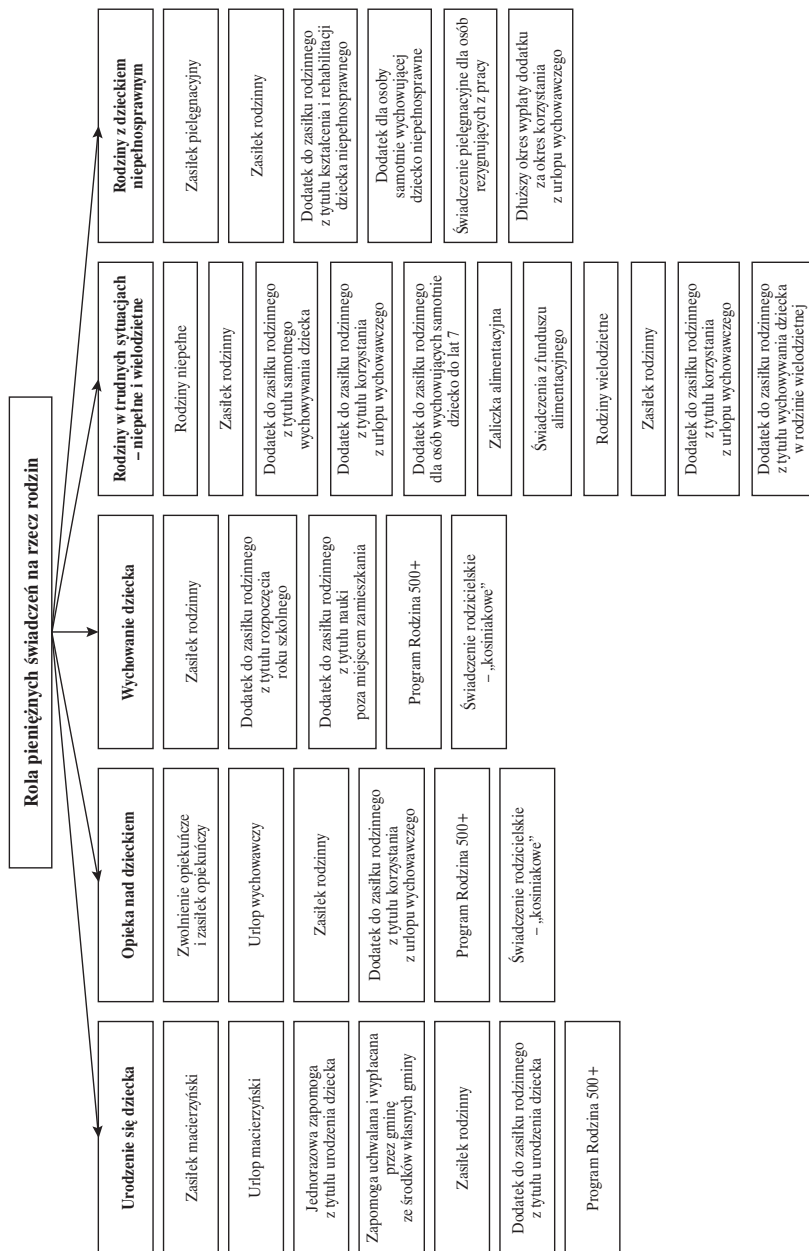 Rola pieniężnych świadczeń na rzecz rodzin
Urodzenie się dziecka
Zasiłek macierzyński
Urlop macierzyński
Jednorazowa zapomoga
z tytułu urodzenia dziecka
Zapomoga uchwalana i wypłacana
przez gminę
ze środków własnych gminy
Zasiłek rodzinny
Dodatek do zasiłku rodzinnego
z tytułu urodzenia dziecka
Program Rodzina 500+
Opieka nad dzieckiem
Zwolnienie opiekuńcze
i zasiłek opiekuńczy
Urlop wychowawczy
Zasiłek rodzinny
Dodatek do zasiłku rodzinnego
z tytułu korzystania
z urlopu wychowawczego
Program Rodzina 500+
Świadczenie rodzicielskie
– „kosiniakowe”
Wychowanie dziecka
Zasiłek rodzinny
Dodatek do zasiłku rodzinnego
z tytułu rozpoczęcia
roku szkolnego
Dodatek do zasiłku rodzinnego
z tytułu nauki
poza miejscem zamieszkania
Program Rodzina 500+
Świadczenie rodzicielskie
– „kosiniakowe”
Rodziny w trudnych sytuacjach
– niepełne i wielodzietne
Rodziny niepełne
Zasiłek rodzinny
Dodatek do zasiłku rodzinnego
z tytułu samotnego
wychowywania dziecka
Dodatek do zasiłku rodzinnego
z tytułu korzystania
z urlopu wychowawczego
Dodatek do zasiłku rodzinnego
dla osób wychowujących samotnie
dziecko do lat 7
Zaliczka alimentacyjna
Świadczenia z funduszu
alimentacyjnego
Rodziny wielodzietne
Zasiłek rodzinny
Dodatek do zasiłku rodzinnego
z tytułu korzystania
z urlopu wychowawczego
Dodatek do zasiłku rodzinnego
z tytułu wychowywania dziecka
w rodzinie wielodzietnej
Rodziny z dzieckiem
niepełnosprawnym
Zasiłek pielęgnacyjny
Zasiłek rodzinny
Dodatek do zasiłku rodzinnego
z tytułu kształcenia i rehabilitacji
dziecka niepełnosprawnego
Dodatek dla osoby
samotnie wychowującej
dziecko niepełnosprawne
Świadczenie pielęgnacyjne dla osób
rezygnujących z pracy
Dłuższy okres wypłaty dodatku
za okres korzystania
z urlopu wychowawczego